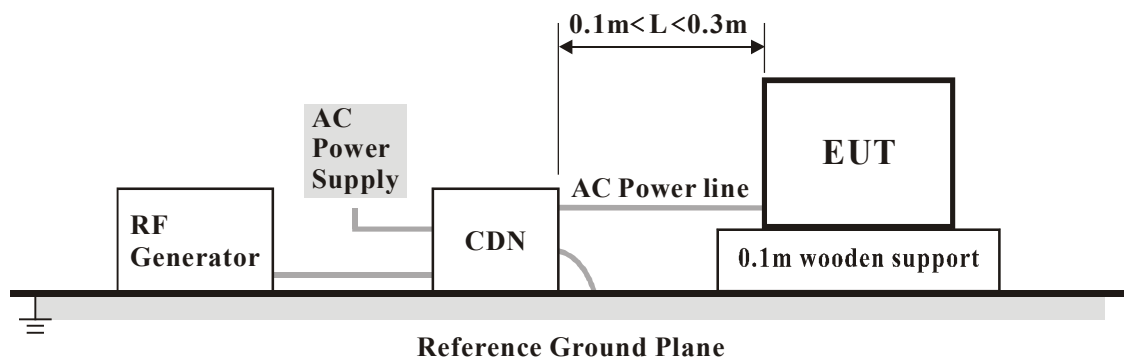 0.1m< L <0.3m
AC
Power
Supply
EUT
AC Power line
RF
Generator
CDN
0.1m wooden support
Reference Ground Plane